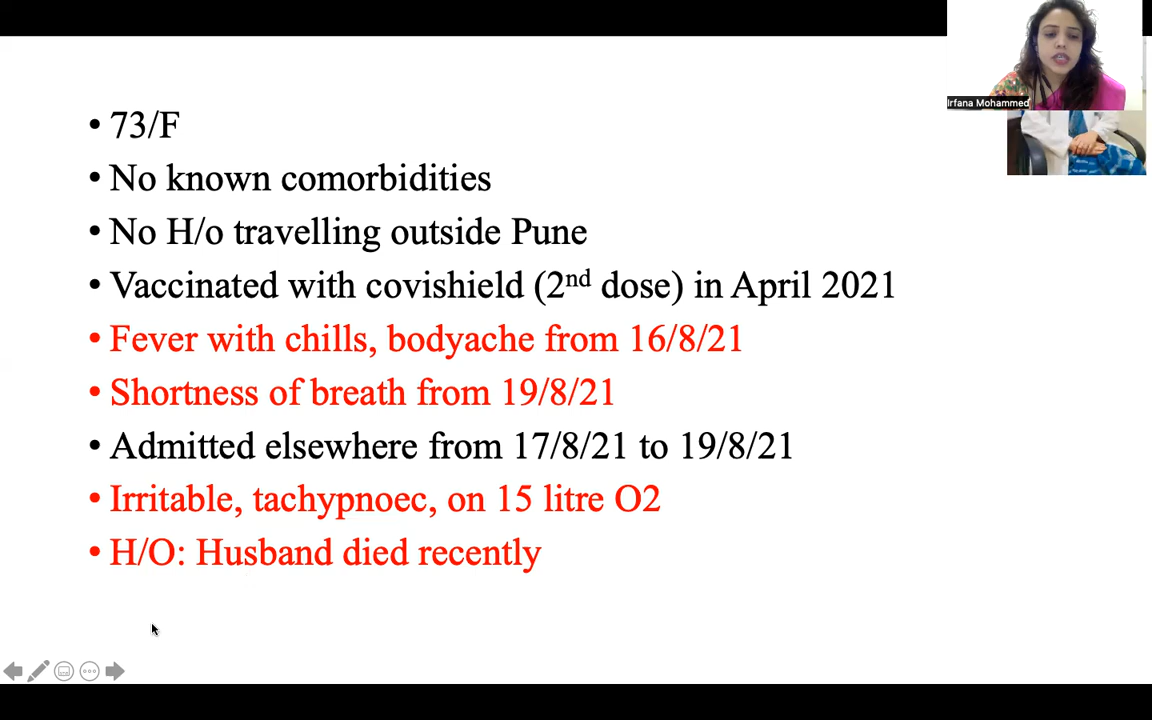 Irfana Mohammed
• 73/F
• No known comorbidities
• No H/o travelling outside Pune
• Vaccinated with covishield (2nd dose) in April 2021
• Fever with chills, bodyache from 16/8/21
• Shortness of breath from 19/8/21
• Admitted elsewhere from 17/8/21 to 19/8/21
• Irritable, tachypnoec, on 15 litre O2
• H/O: Husband died recently